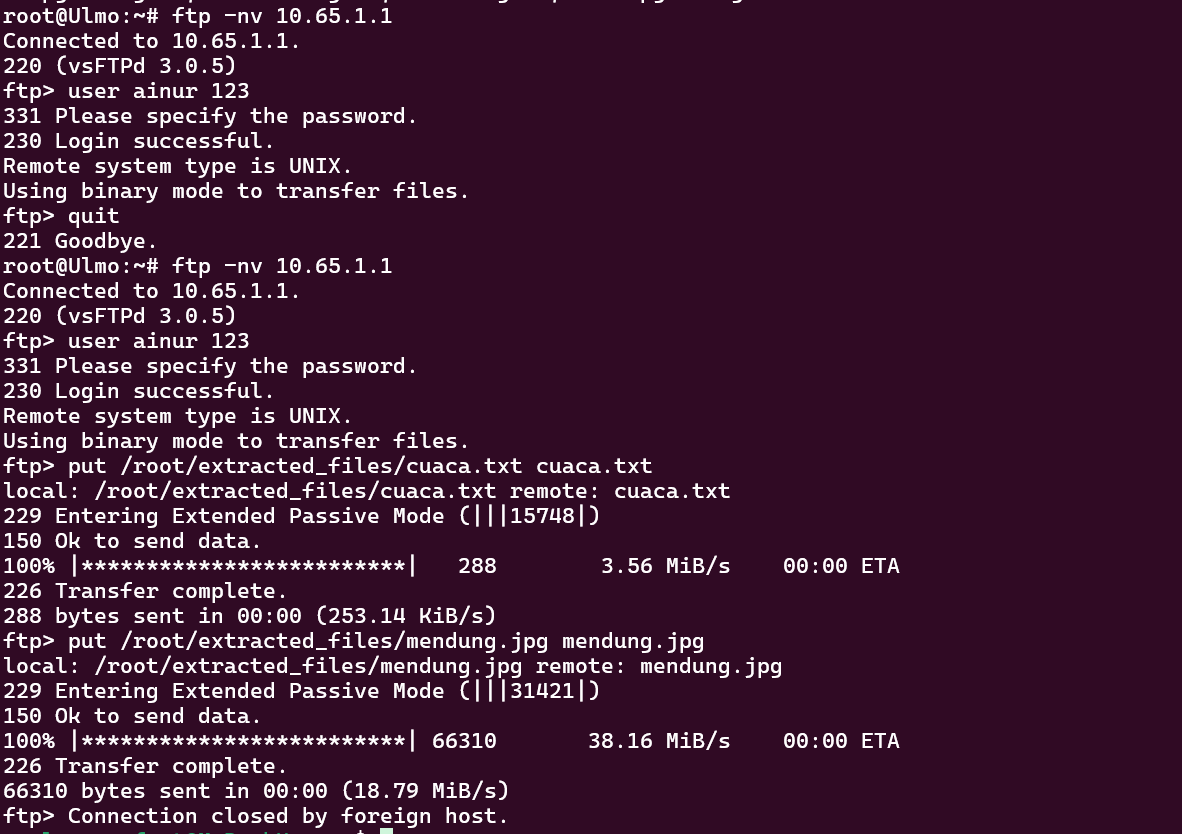 root@Ulmo:~# ftp -nv 10.65.1.1
Connected to 10.65.1.1.
220 (vsFTPd 3.0.5)
ftp> user ainur 123
331 Please specify the password.
230 Login successful.
Remote system type is UNIX.
Using binary mode to transfer files.
ftp> quit
221 Goodbye.
root@Ulmo:~# ftp -nv 10.65.1.1
Connected to 10.65.1.1.
220 (vsFTPd 3.0.5)
ftp> user ainur 123
331 Please specify the password.
230 Login successful.
Remote system type is UNIX.
Using binary mode to transfer files.
ftp> put /root/extracted_files/cuaca.txt cuaca.txt
local: /root/extracted_files/cuaca.txt remote: cuaca.txt
229 Entering Extended Passive Mode (|||15748|)
150 Ok to send data.
100% |*************************|   288        3.56 MiB/s    00:00 ETA
226 Transfer complete.
288 bytes sent in 00:00 (253.14 KiB/s)
ftp> put /root/extracted_files/mendung.jpg mendung.jpg
local: /root/extracted_files/mendung.jpg remote: mendung.jpg
229 Entering Extended Passive Mode (|||31421|)
150 Ok to send data.
100% |*************************| 66310       38.16 MiB/s    00:00 ETA
226 Transfer complete.
66310 bytes sent in 00:00 (18.79 MiB/s)
ftp> Connection closed by foreign host.